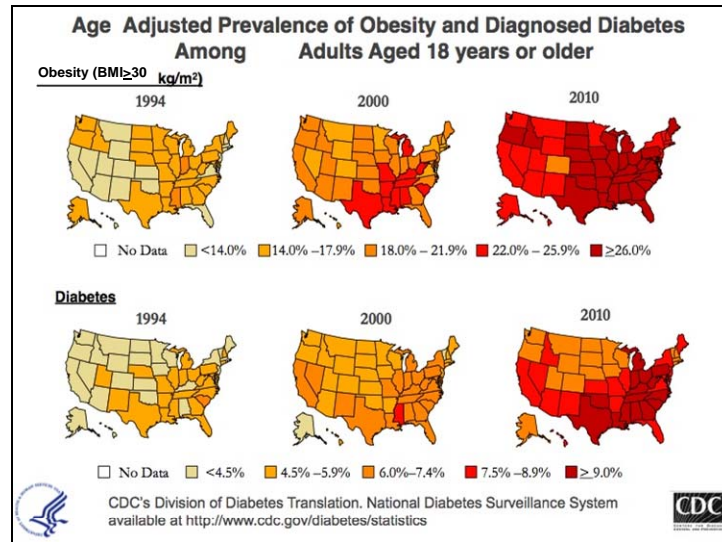 Age Adjusted Prevalence of Obesity and Diagnosed Diabetes
Among Adults Aged 18 years or older
Obesity (BMI≥30 kg/m²)
1994
2000
2010
No Data <14.0% 14.0% –17.9% 18.0% – 21.9% 22.0% – 25.9% ≥26.0%
Diabetes
1994
2000
2010
No Data <4.5% 4.5% –5.9% 6.0%–7.4% 7.5% –8.9% ≥ 9.0%
CDC's Division of Diabetes Translation. National Diabetes Surveillance System
available at http://www.cdc.gov/diabetes/statistics
CDC